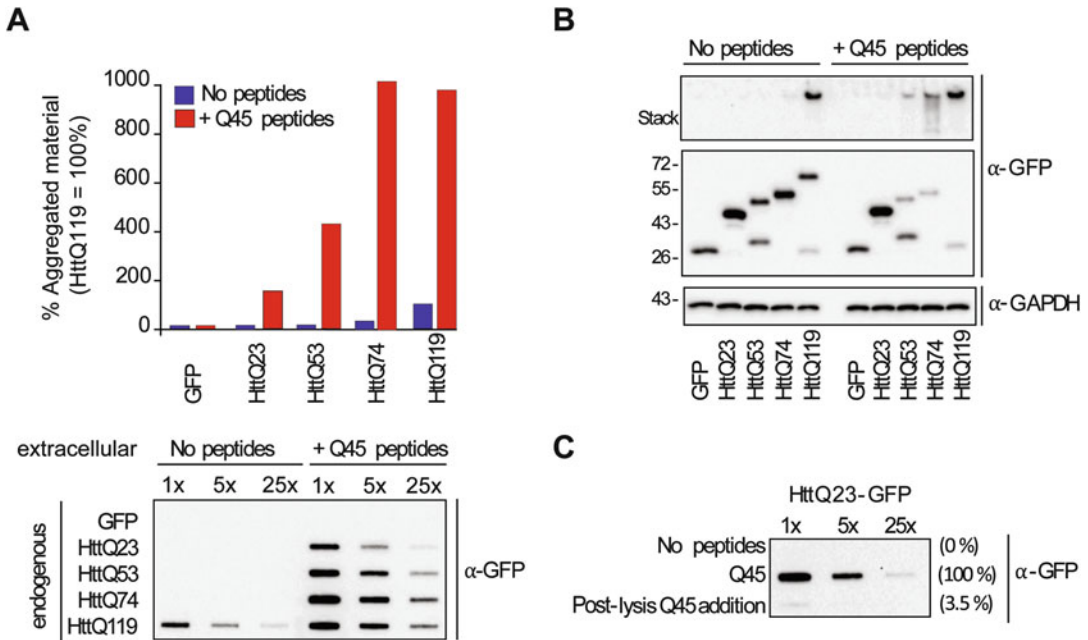 A
% Aggregated material
(HttQ119 = 100%)
1000
800
600
400
200
0
No peptides
+ Q45 peptides
GFP
HttQ23
HttQ53
HttQ74
HttQ119
extracellular
No peptides
+ Q45 peptides
1x 5x 25x 1x 5x 25x
endogenous
GFP
HttQ23
HttQ53
HttQ74
HttQ119
α-GFP
B
No peptides
+ Q45 peptides
Stack
72-
55-
43-
26-
α-GFP
43-
α-GAPDH
GFP
HttQ23
HttQ53
HttQ74
HttQ119
GFP
HttQ23
HttQ53
HttQ74
HttQ119
C
HttQ23-GFP
1x 5x 25x
No peptides (0 %)
Q45 (100 %)
Post-lysis Q45 addition (3.5 %)
α-GFP